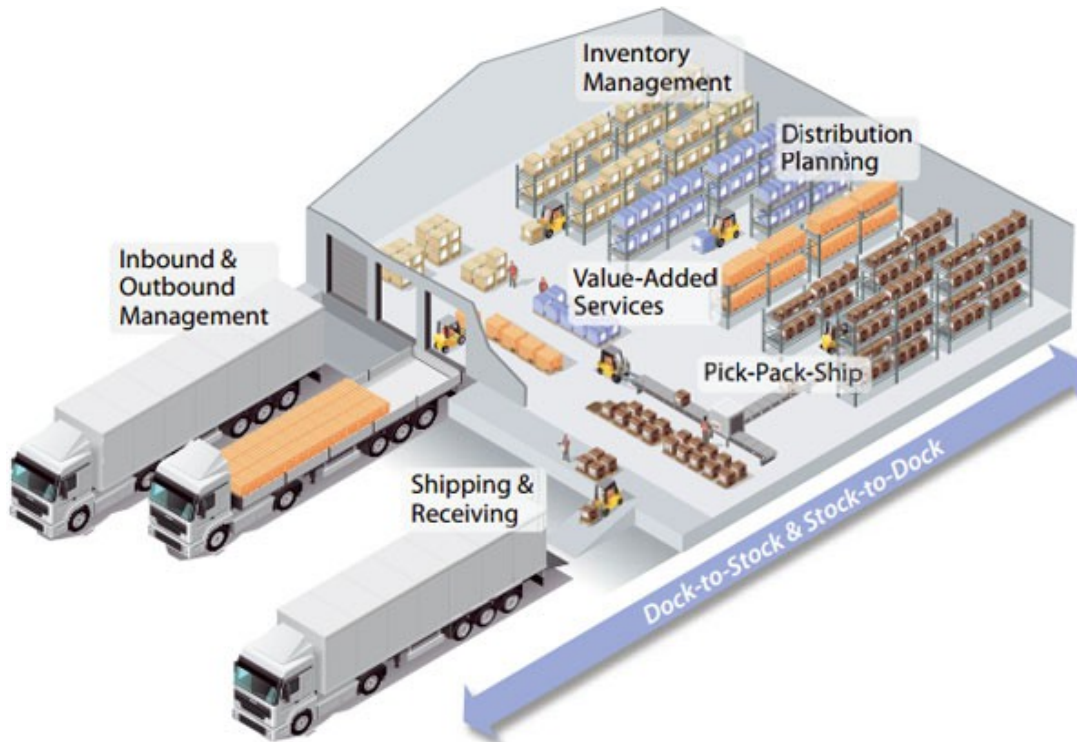 Inventory
Management
Distribution
Planning
Inbound &
Outbound
Management
Value-Added
Services
Pick-Pack-Ship
Shipping &
Receiving
Dock-to-Stock & Stock-to-Dock